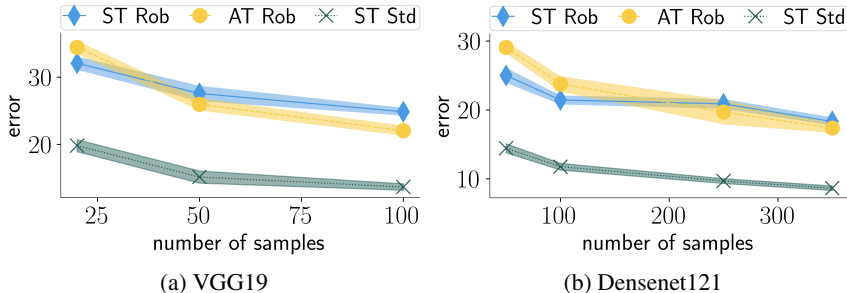 ST Rob AT Rob ST Std
error
30
20
25 50 75 100
number of samples
(a) VGG19
ST Rob AT Rob ST Std
error
30
20
10
100 200 300
number of samples
(b) Densenet121